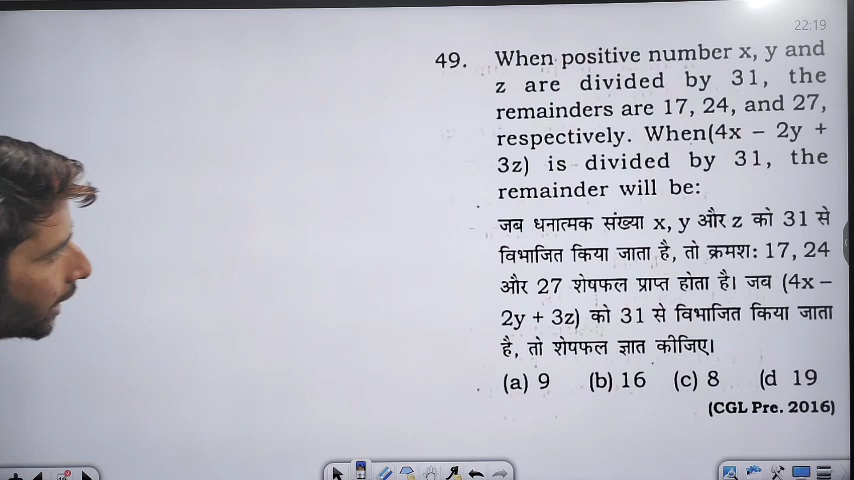 22:19
49. When positive number x, y and
z are divided by 31, the
remainders are 17, 24, and 27,
respectively. When(4x − 2y +
3z) is divided by 31, the
remainder will be:
जब धनात्मक संख्या x, y और z को 31 से
विभाजित किया जाता है, तो क्रमशः 17, 24
और 27 शेषफल प्राप्त होता है। जब (4x −
2y + 3z) को 31 से विभाजित किया जाता
है, तो शेषफल ज्ञात कीजिए।
(a) 9 (b) 16 (c) 8 (d 19
(CGL Pre. 2016)